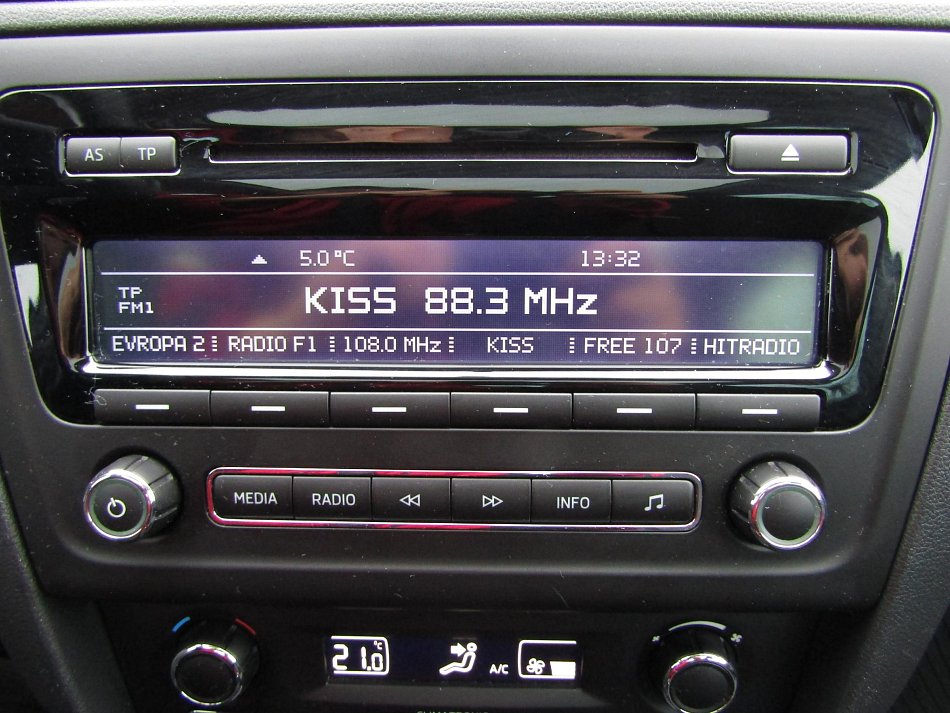 AS TP
5.0 °C 13:32
TP
FM1
KISS 88.3 MHz
EVROPA 2 RADIO F1 108.0 MHz KISS FREE 107 HITRADIO
MEDIA RADIO INFO
21.0 °C A/C